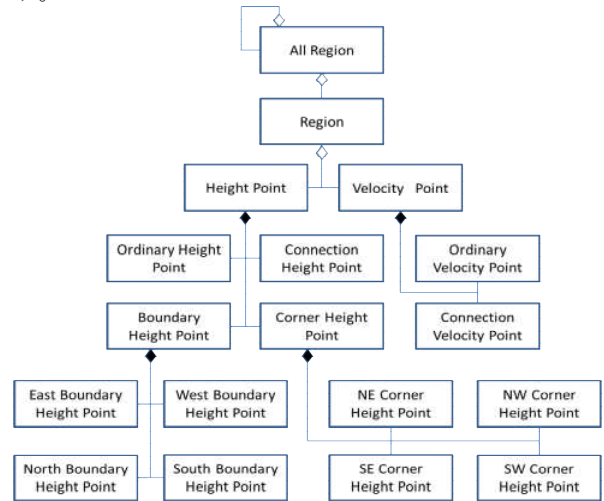 All Region
Region
Height Point
Velocity Point
Ordinary Height
Point
Connection
Height Point
Ordinary
Velocity Point
Boundary
Height Point
Corner Height
Point
Connection
Velocity Point
East Boundary
Height Point
West Boundary
Height Point
NE Corner
Height Point
NW Corner
Height Point
North Boundary
Height Point
South Boundary
Height Point
SE Corner
Height Point
SW Corner
Height Point